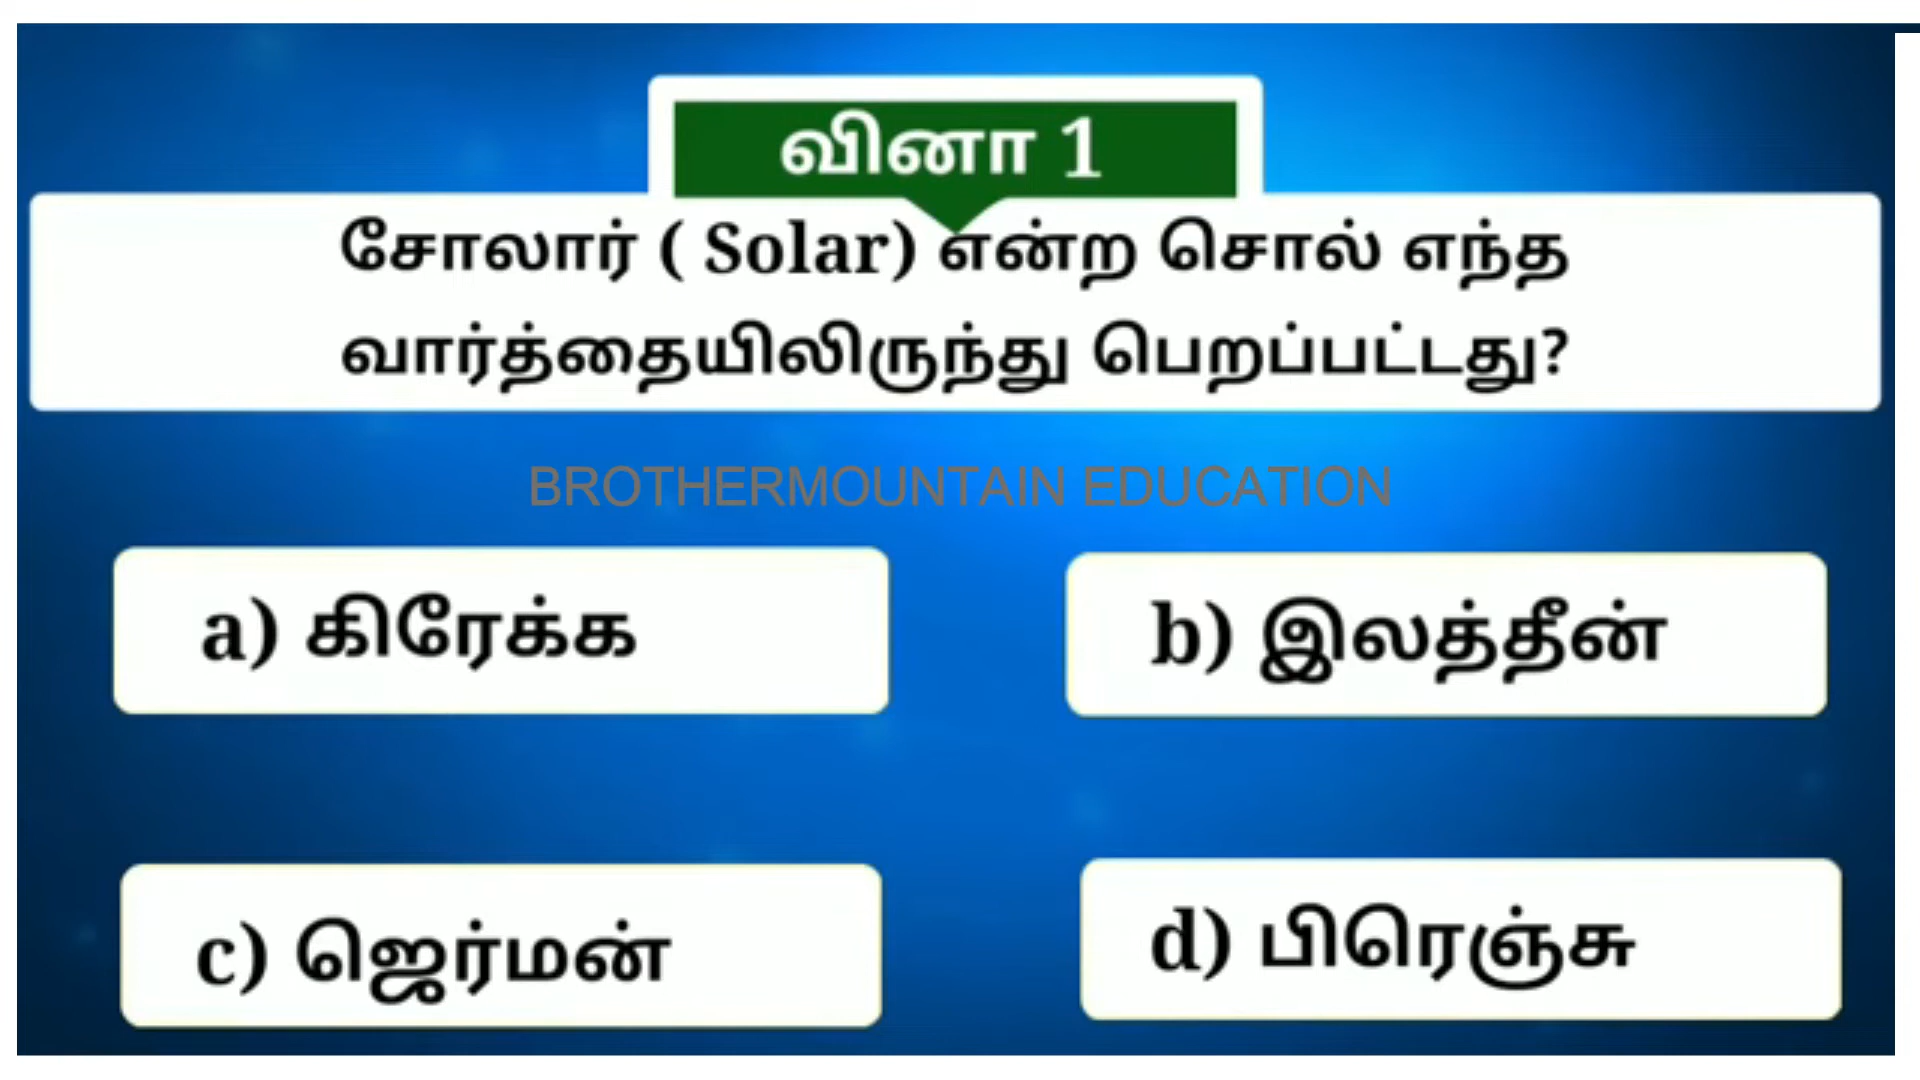 வினா 1
சோலார் ( Solar) என்ற சொல் எந்த
வார்த்தையிலிருந்து பெறப்பட்டது?
BROTHERMOUNTAIN EDUCATION
a) கிரேக்க
b) இலத்தீன்
c) ஜெர்மன்
d) பிரெஞ்சு